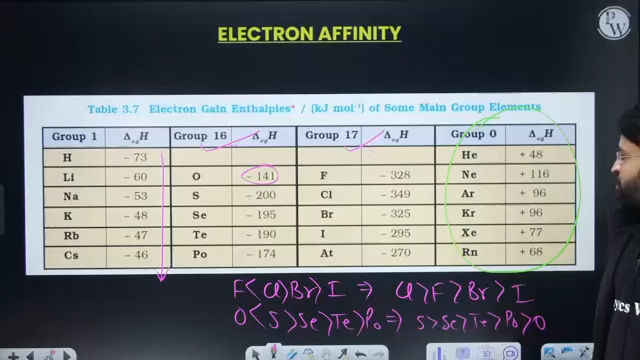 PW
ELECTRON AFFINITY
Table 3.7 Electron Gain Enthalpies* / (kJ mol⁻¹) of Some Main Group Elements
Group 1 ΔegH Group 16 ΔegH Group 17 ΔegH Group 0 ΔegH
H – 73 He + 48
Li – 60 O – 141 F – 328 Ne + 116
Na – 53 S – 200 Cl – 349 Ar + 96
K – 48 Se – 195 Br – 325 Kr + 96
Rb – 47 Te – 190 I – 295 Xe + 77
Cs – 46 Po – 174 At – 270 Rn + 68
F < Cl > Br > I ⇒ Cl > F > Br > I
O < S > Se > Te > Po ⇒ S > Se > Te > Po > O